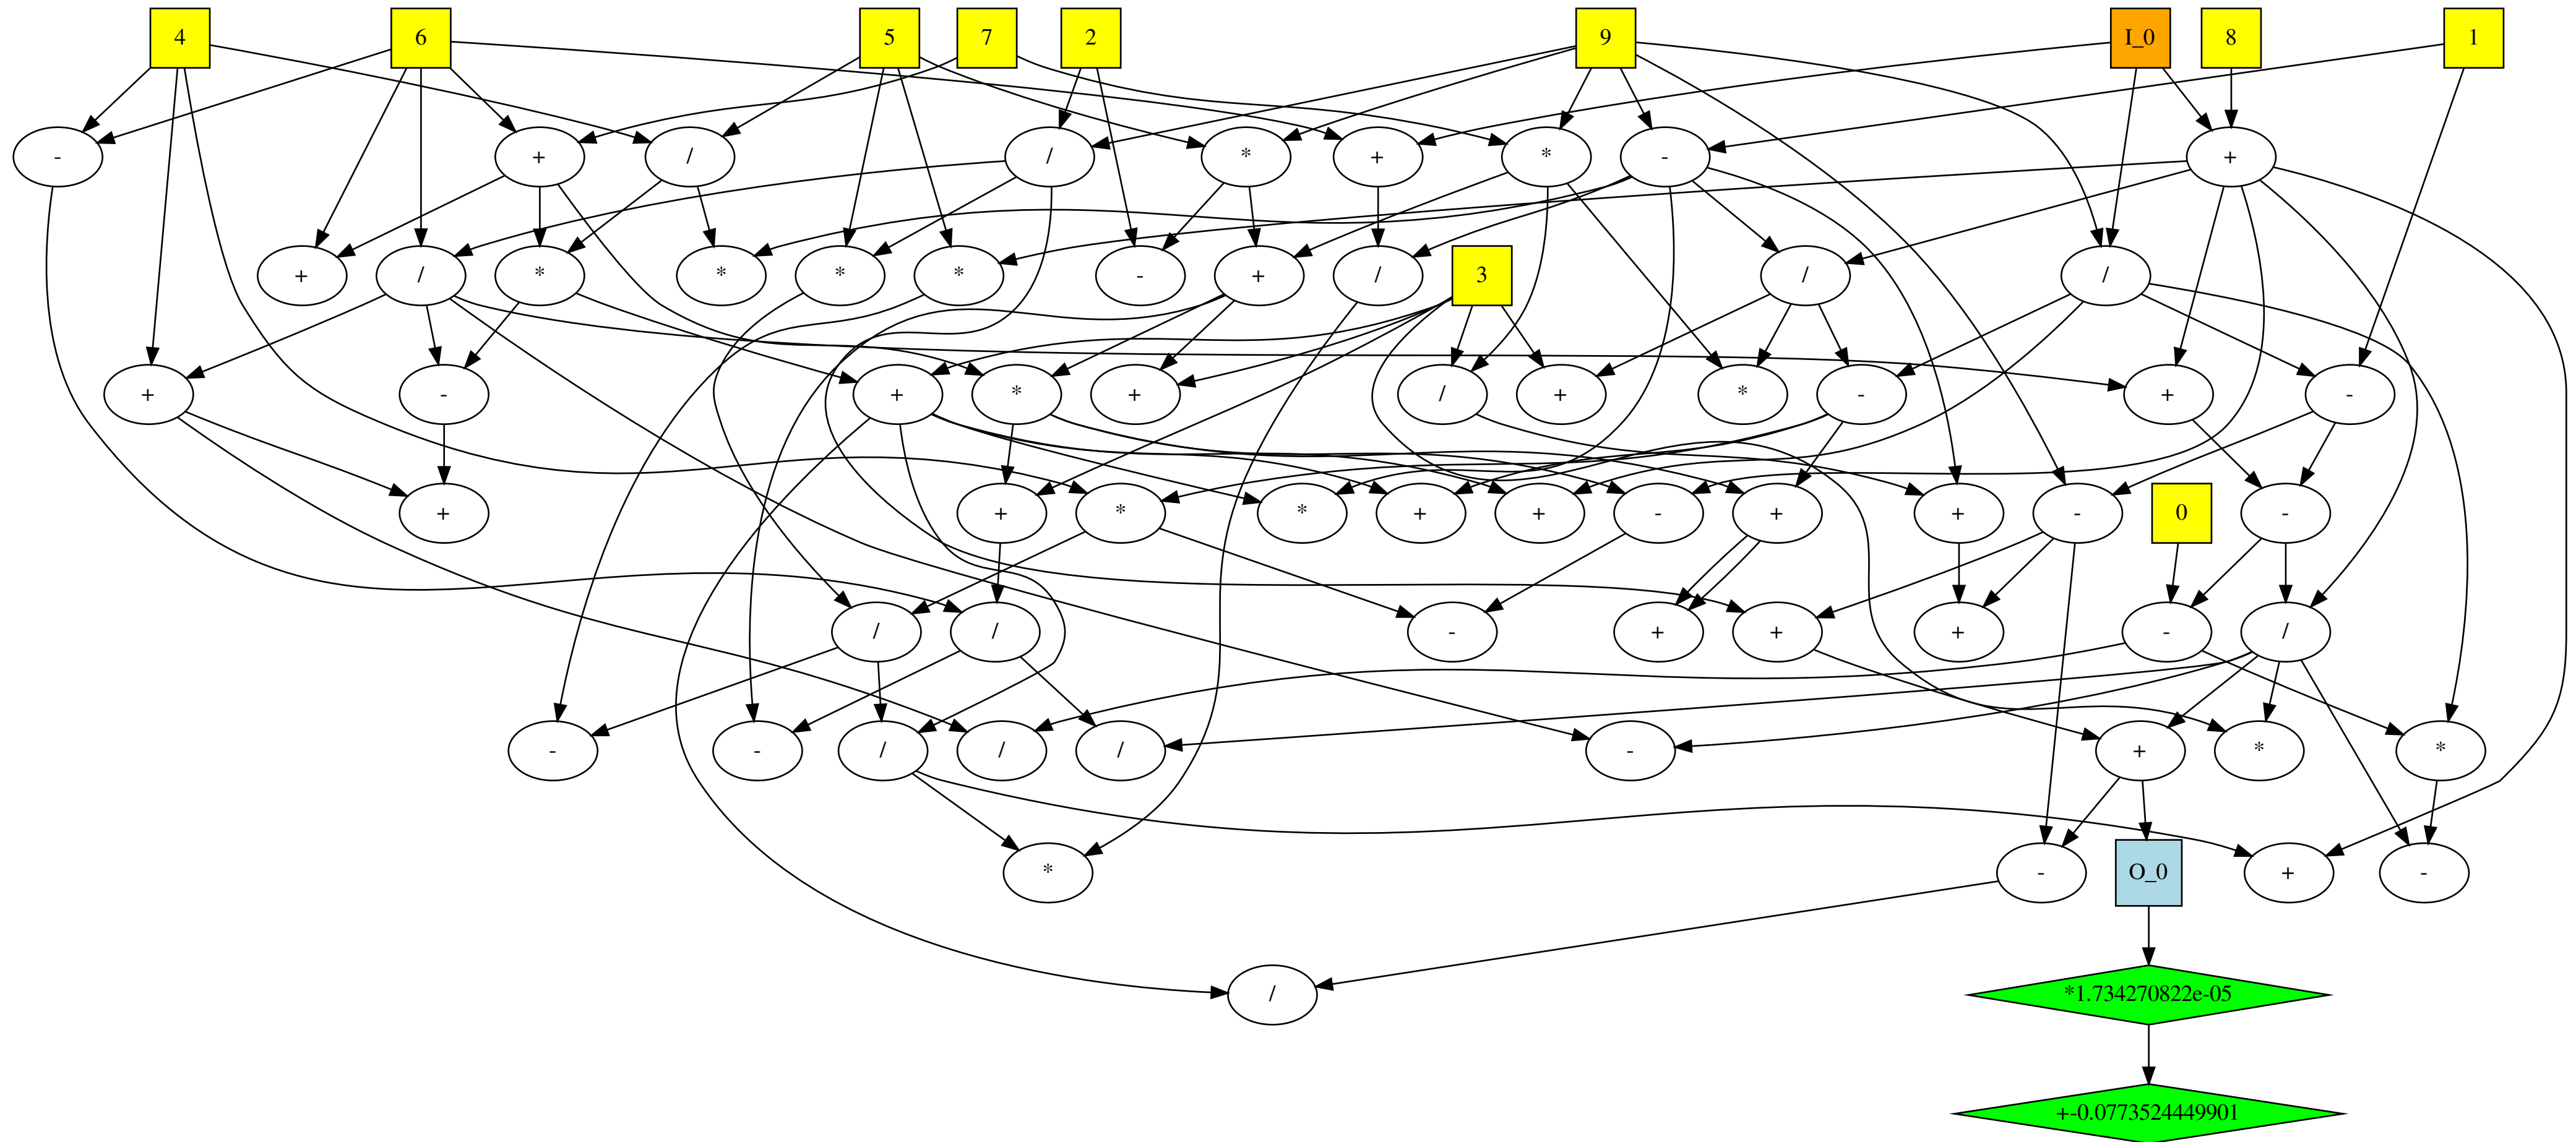 4 6 5 7 2 9 I_0 8 1
- + / / * + * - +
+ / * * * * - + / 3 / /
+ - + * + / + * - + -
+ + * * + + - + + - 0 -
/ / - + + + - /
- - / / / - + * *
* - O_0 + -
/ *1.734270822e-05
+-0.0773524449901